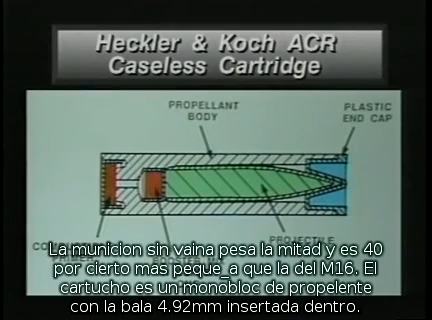 Heckler & Koch ACR
Caseless Cartridge
PROPELLANT
BODY
PLASTIC
END CAP
PROJECTILE
La municion sin vaina pesa la mitad y es 40
por cierto mas peque_a que la del M16. El
cartucho es un monobloc de propelente
con la bala 4.92mm insertada dentro.